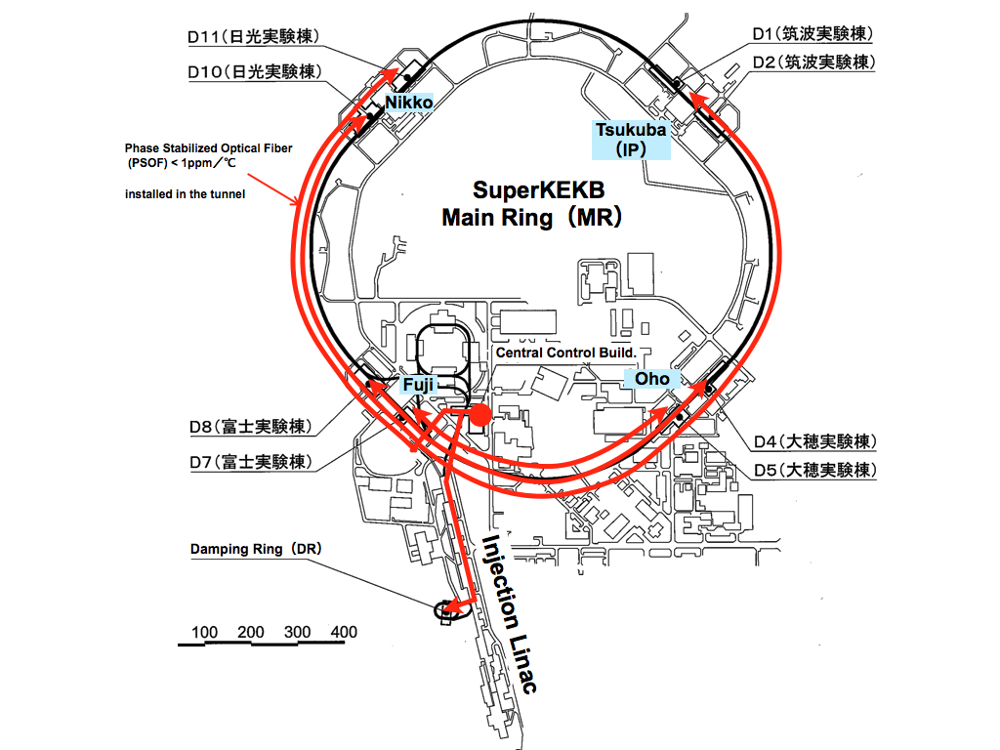 D11(日光実験棟)
D10(日光実験棟)
Nikko
D1(筑波実験棟)
D2(筑波実験棟)
Tsukuba
(IP)
Phase Stabilized Optical Fiber
(PSOF) < 1ppm/℃
installed in the tunnel
SuperKEKB
Main Ring(MR)
Central Control Build.
Fuji
Oho
D8(富士実験棟)
D7(富士実験棟)
D4(大穂実験棟)
D5(大穂実験棟)
Damping Ring(DR)
Injection Linac
100 200 300 400